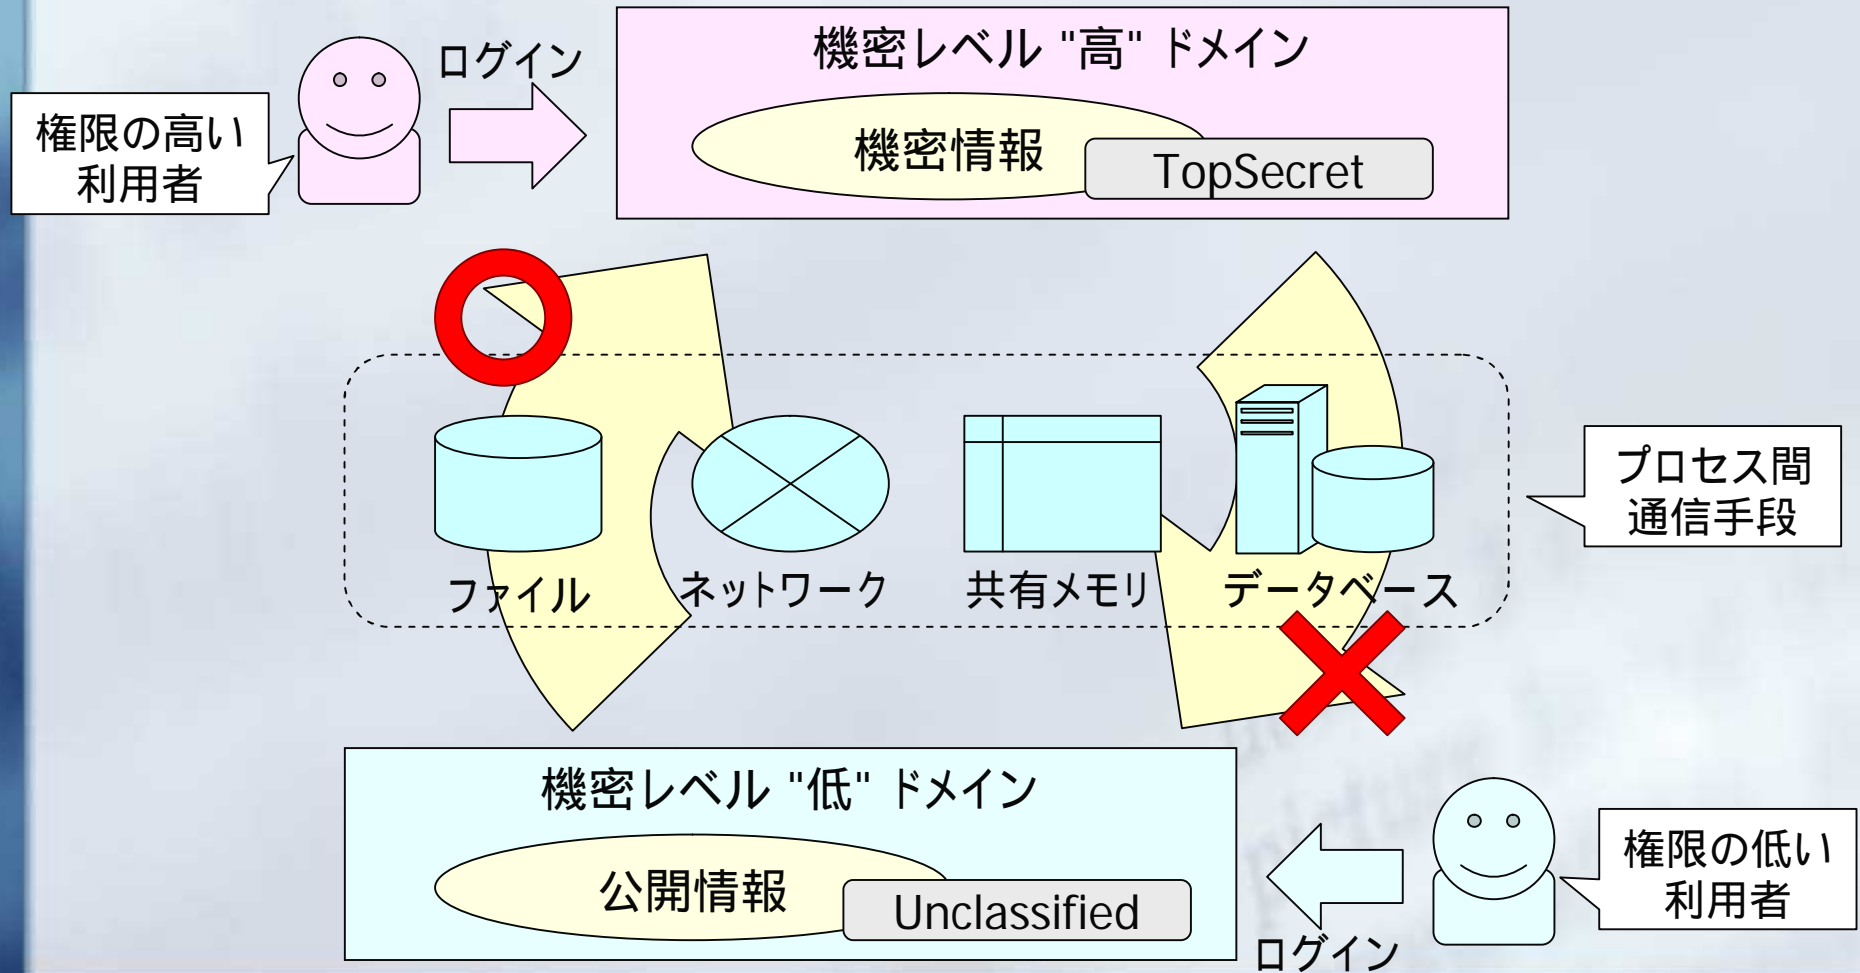 機密レベル "高" ドメイン
ログイン
権限の高い
利用者
機密情報
TopSecret
プロセス間
通信手段
ファイル
ネットワーク
共有メモリ
データベース
機密レベル "低" ドメイン
公開情報
Unclassified
権限の低い
利用者
ログイン